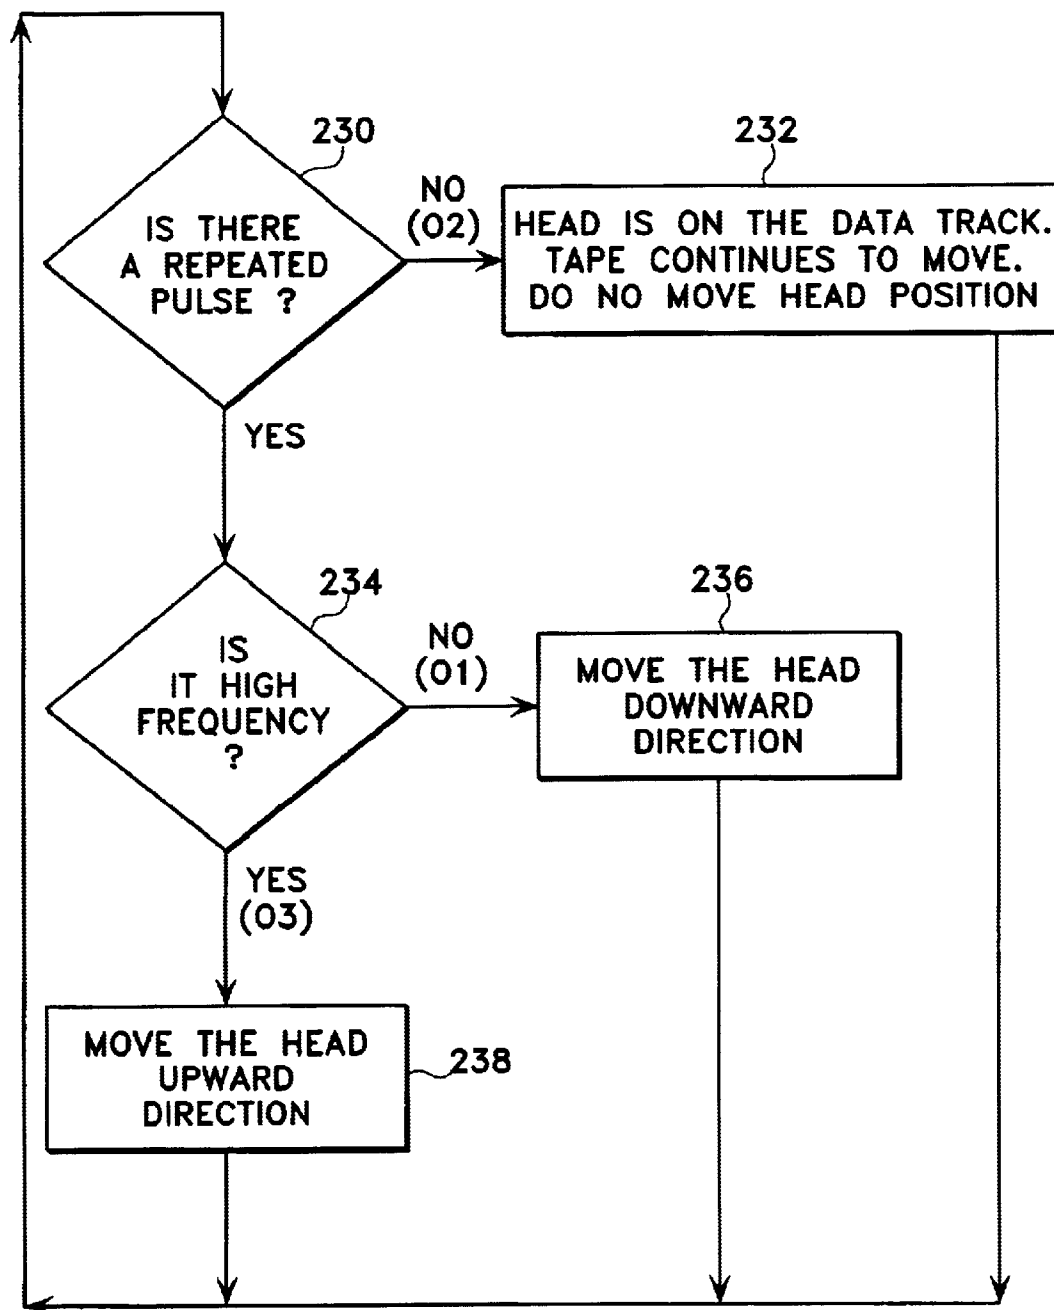 230
IS THERE
A REPEATED
PULSE ?
NO
(02)
232
HEAD IS ON THE DATA TRACK.
TAPE CONTINUES TO MOVE.
DO NO MOVE HEAD POSITION
YES
234
IS
IT HIGH
FREQUENCY
?
NO
(01)
236
MOVE THE HEAD
DOWNWARD
DIRECTION
YES
(03)
MOVE THE HEAD
UPWARD
DIRECTION
238